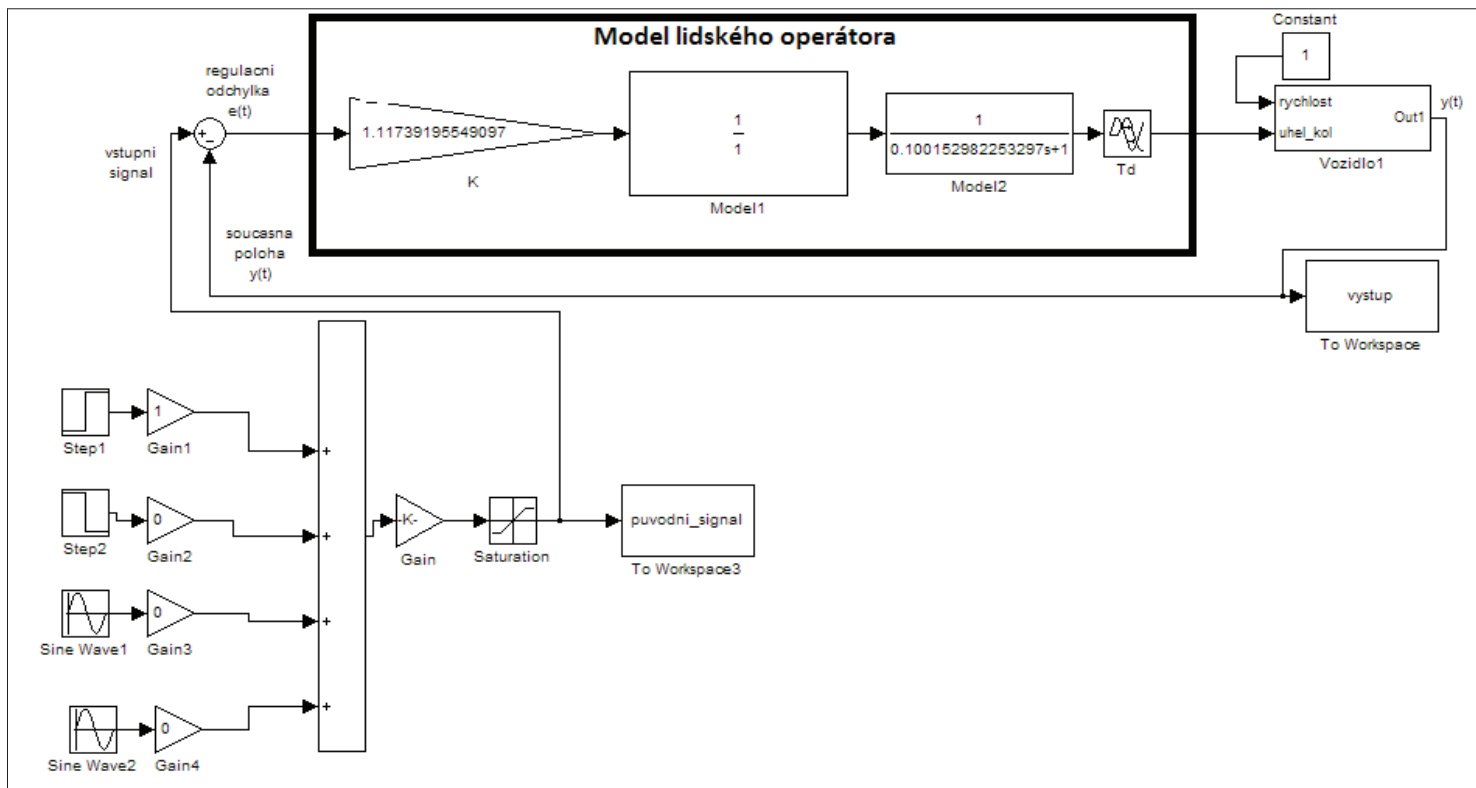 Model lidského operátora
Constant
1
regulacni
odchylka
e(t)
+
−
vstupni
signal
1.11739195549097
K
1
1
Model1
1
0.100152982253297s+1
Model2
Td
rychlost
uhel_kol
Out1
Vozidlo1
y(t)
soucasna
poloha
y(t)
vystup
To Workspace
Step1
1
Gain1
+
Step2
0
Gain2
+
Sine Wave1
0
Gain3
+
Sine Wave2
0
Gain4
+
-K-
Gain
Saturation
puvodni_signal
To Workspace3